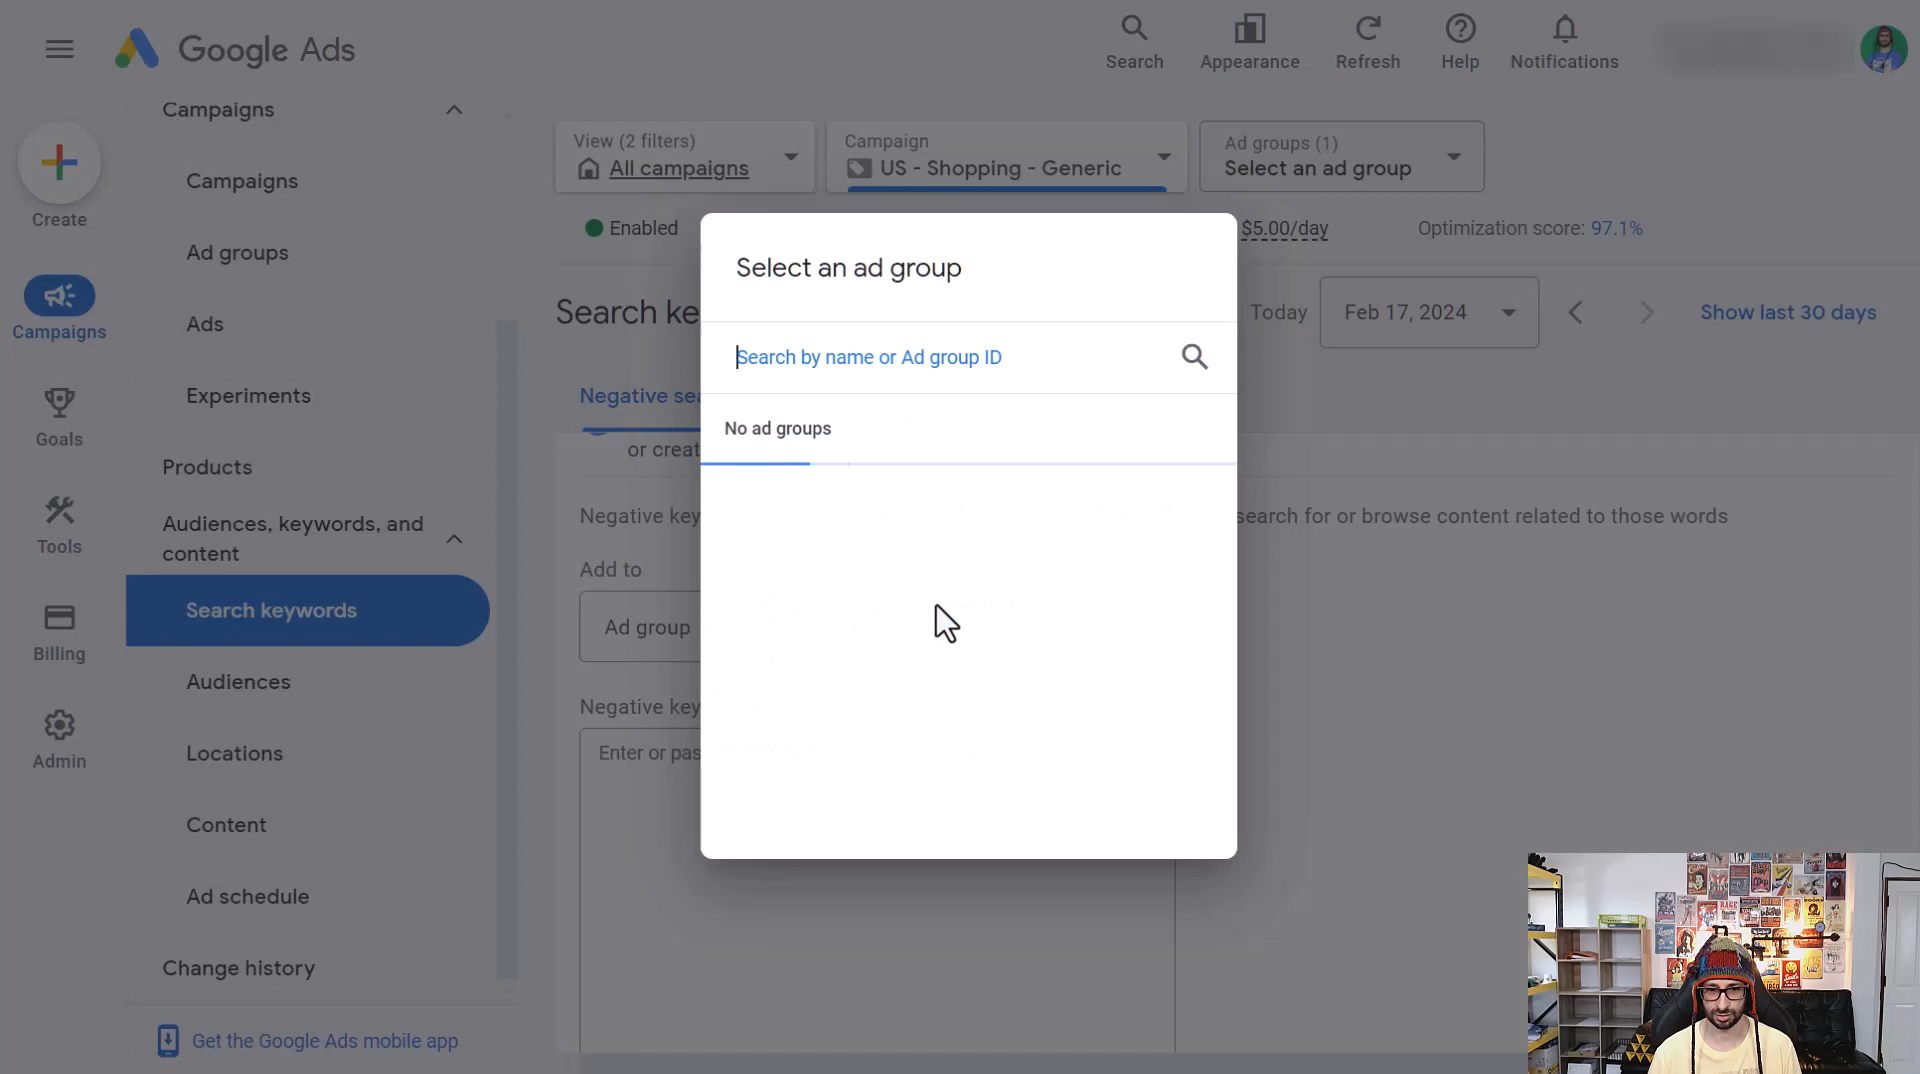 Google Ads
Search
Appearance
Refresh
Help
Notifications
Create
Campaigns
Goals
Tools
Billing
Admin
Campaigns
Campaigns
Ad groups
Ads
Experiments
Products
Audiences, keywords, and
content
Search keywords
Audiences
Locations
Content
Ad schedule
Change history
Get the Google Ads mobile app
View (2 filters)
All campaigns
Campaign
US - Shopping - Generic
Ad groups (1)
Select an ad group
Enabled
$5.00/day
Optimization score: 97.1%
Search ke
Today
Feb 17, 2024
Show last 30 days
Negative sea
or creat
Negative key
search for or browse content related to those words
Add to
Ad group
Negative key
Enter or pas
Select an ad group
Search by name or Ad group ID
No ad groups